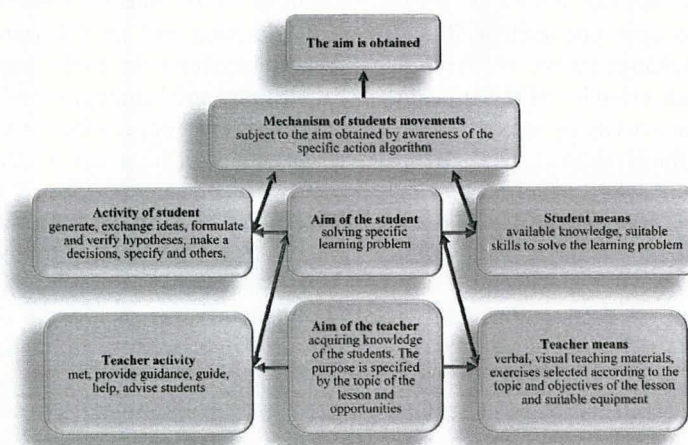 The aim is obtained
Mechanism of students movements
subject to the aim obtained by awareness of the
specific action algorithm
Activity of student
generate, exchange ideas, formulate
and verify hypotheses, make a
decisions, specify and others.
Aim of the student
solving specific
learning problem
Student means
available knowledge, suitable
skills to solve the learning problem
Teacher activity
met, provide guidance, guide,
help, advise students
Aim of the teacher
acquiring knowledge
of the students. The
purpose is specified
by the topic of the
lesson and
opportunities
Teacher means
verbal, visual teaching materials,
exercises selected according to the
topic and objectives of the lesson
and suitable equipment